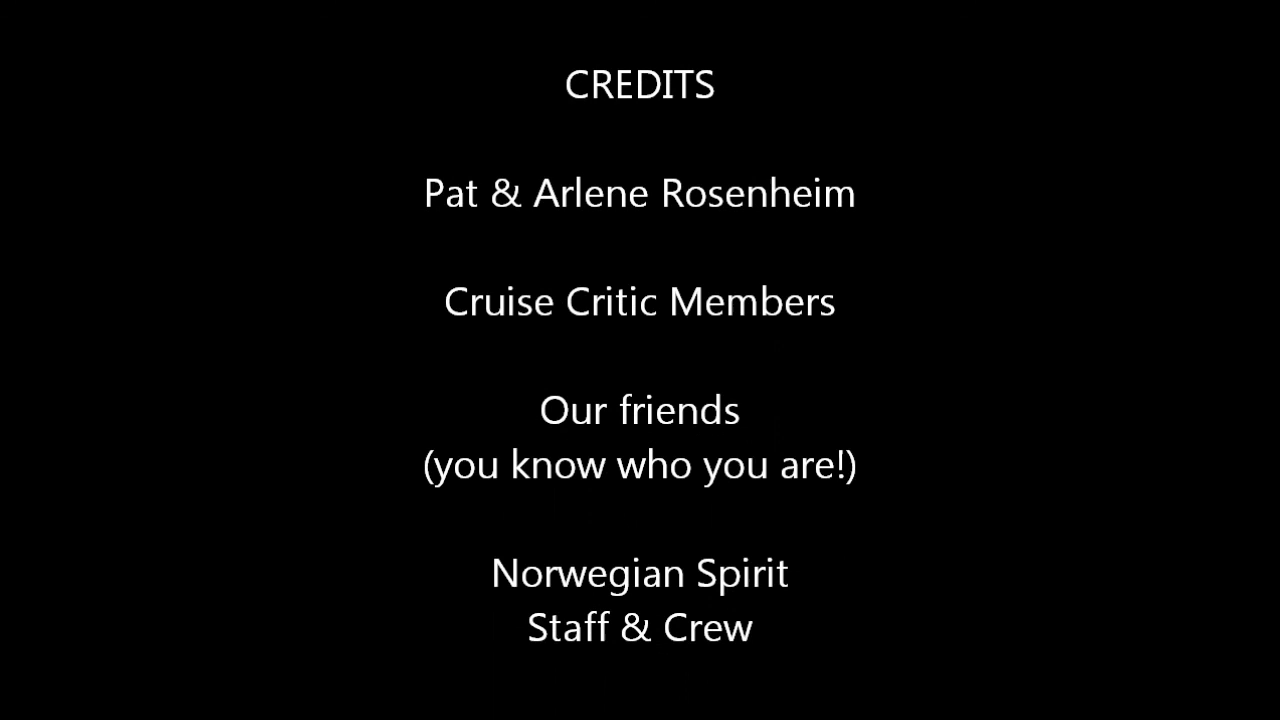 CREDITS
Pat & Arlene Rosenheim
Cruise Critic Members
Our friends
(you know who you are!)
Norwegian Spirit
Staff & Crew